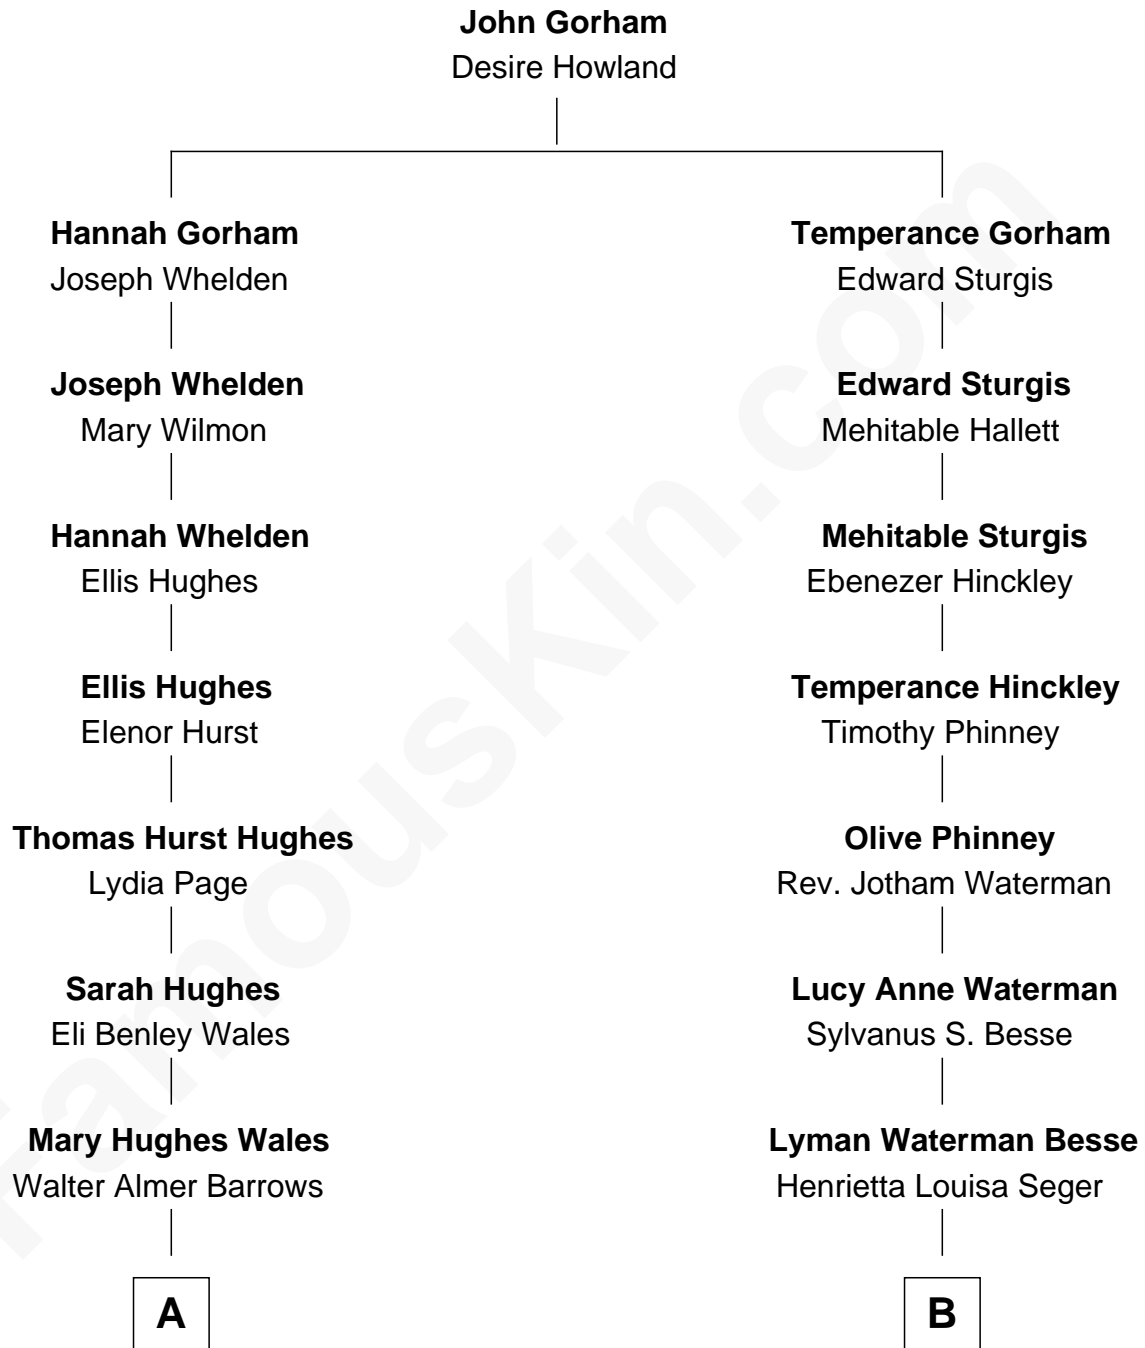 John Gorham
Desire Howland
Hannah Gorham
Joseph Whelden
Temperance Gorham
Edward Sturgis
Joseph Whelden
Mary Wilmon
Edward Sturgis
Mehitable Hallett
Hannah Whelden
Ellis Hughes
Mehitable Sturgis
Ebenezer Hinckley
Ellis Hughes
Elenor Hurst
Temperance Hinckley
Timothy Phinney
Thomas Hurst Hughes
Lydia Page
Olive Phinney
Rev. Jotham Waterman
Sarah Hughes
Eli Benley Wales
Lucy Anne Waterman
Sylvanus S. Besse
Mary Hughes Wales
Walter Almer Barrows
Lyman Waterman Besse
Henrietta Louisa Seger
A
B
FamousKin.com